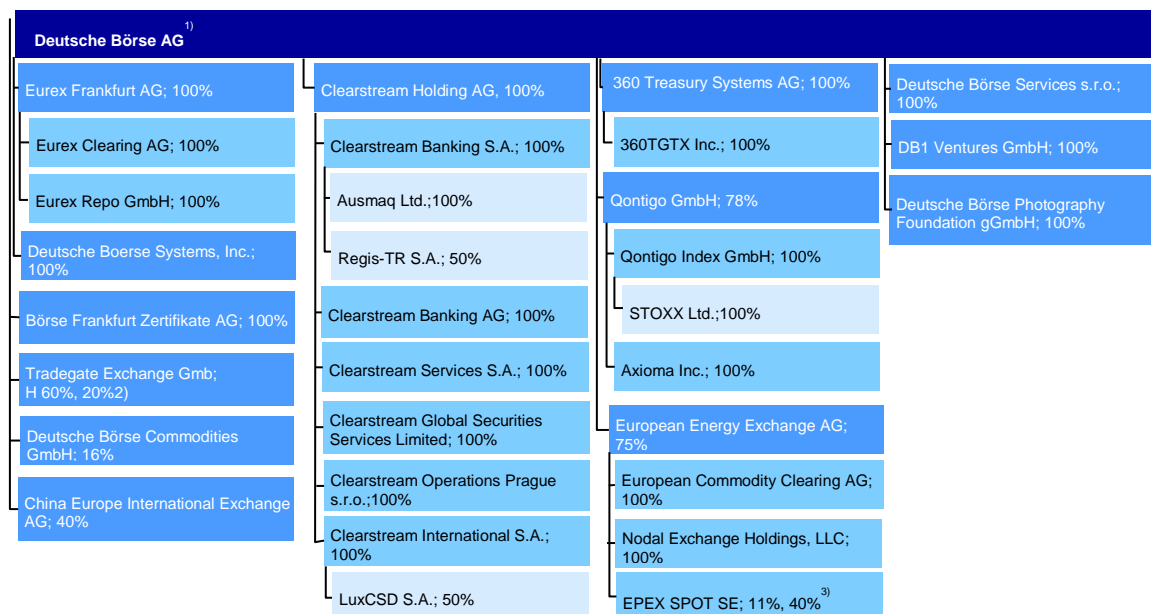 Deutsche Börse AG 1)
Eurex Frankfurt AG; 100%
Eurex Clearing AG; 100%
Eurex Repo GmbH; 100%
Deutsche Boerse Systems, Inc.;
100%
Börse Frankfurt Zertifikate AG; 100%
Tradegate Exchange Gmb;
H 60%, 20%2)
Deutsche Börse Commodities
GmbH; 16%
China Europe International Exchange
AG; 40%
Clearstream Holding AG, 100%
Clearstream Banking S.A.; 100%
Ausmaq Ltd.;100%
Regis-TR S.A.; 50%
Clearstream Banking AG; 100%
Clearstream Services S.A.; 100%
Clearstream Global Securities
Services Limited; 100%
Clearstream Operations Prague
s.r.o.;100%
Clearstream International S.A.;
100%
LuxCSD S.A.; 50%
360 Treasury Systems AG; 100%
360TGTX Inc.; 100%
Qontigo GmbH; 78%
Qontigo Index GmbH; 100%
STOXX Ltd.;100%
Axioma Inc.; 100%
European Energy Exchange AG;
75%
European Commodity Clearing AG;
100%
Nodal Exchange Holdings, LLC;
100%
EPEX SPOT SE; 11%, 40% 3)
Deutsche Börse Services s.r.o.;
100%
DB1 Ventures GmbH; 100%
Deutsche Börse Photography
Foundation gGmbH; 100%